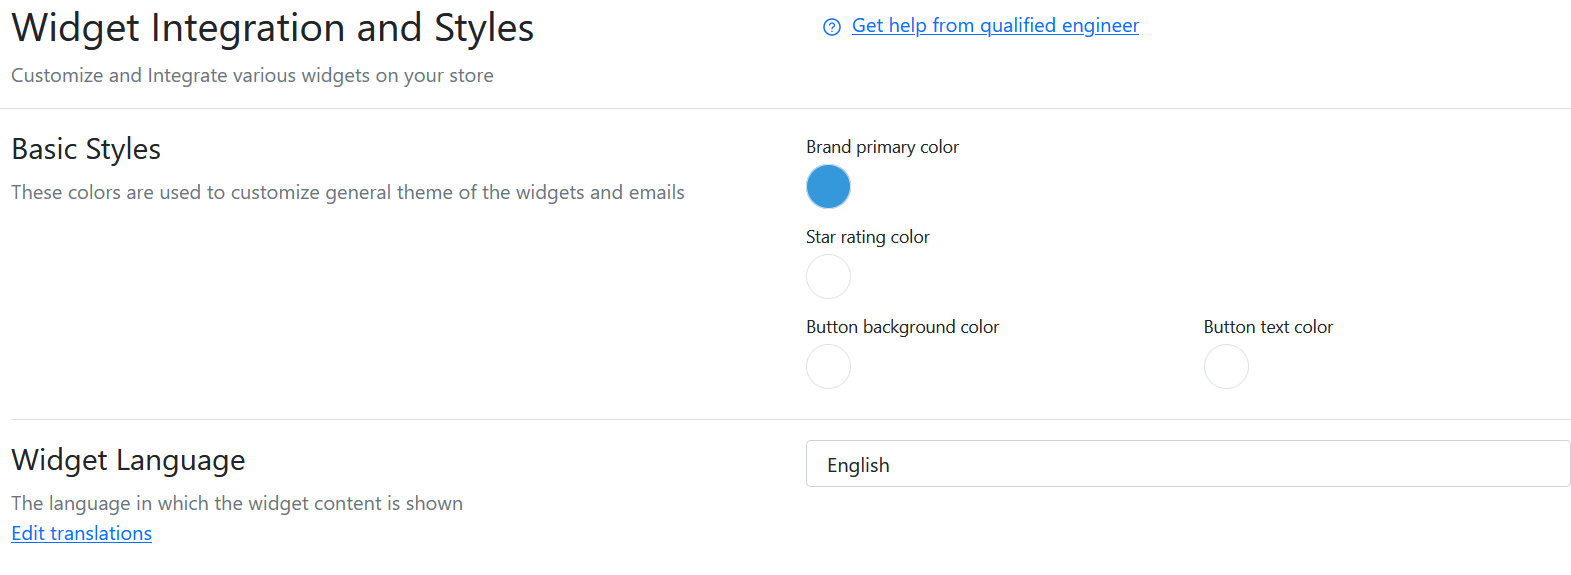 Widget Integration and Styles
Get help from qualified engineer
Customize and Integrate various widgets on your store
Basic Styles
These colors are used to customize general theme of the widgets and emails
Brand primary color
Star rating color
Button background color
Button text color
Widget Language
The language in which the widget content is shown
Edit translations
English